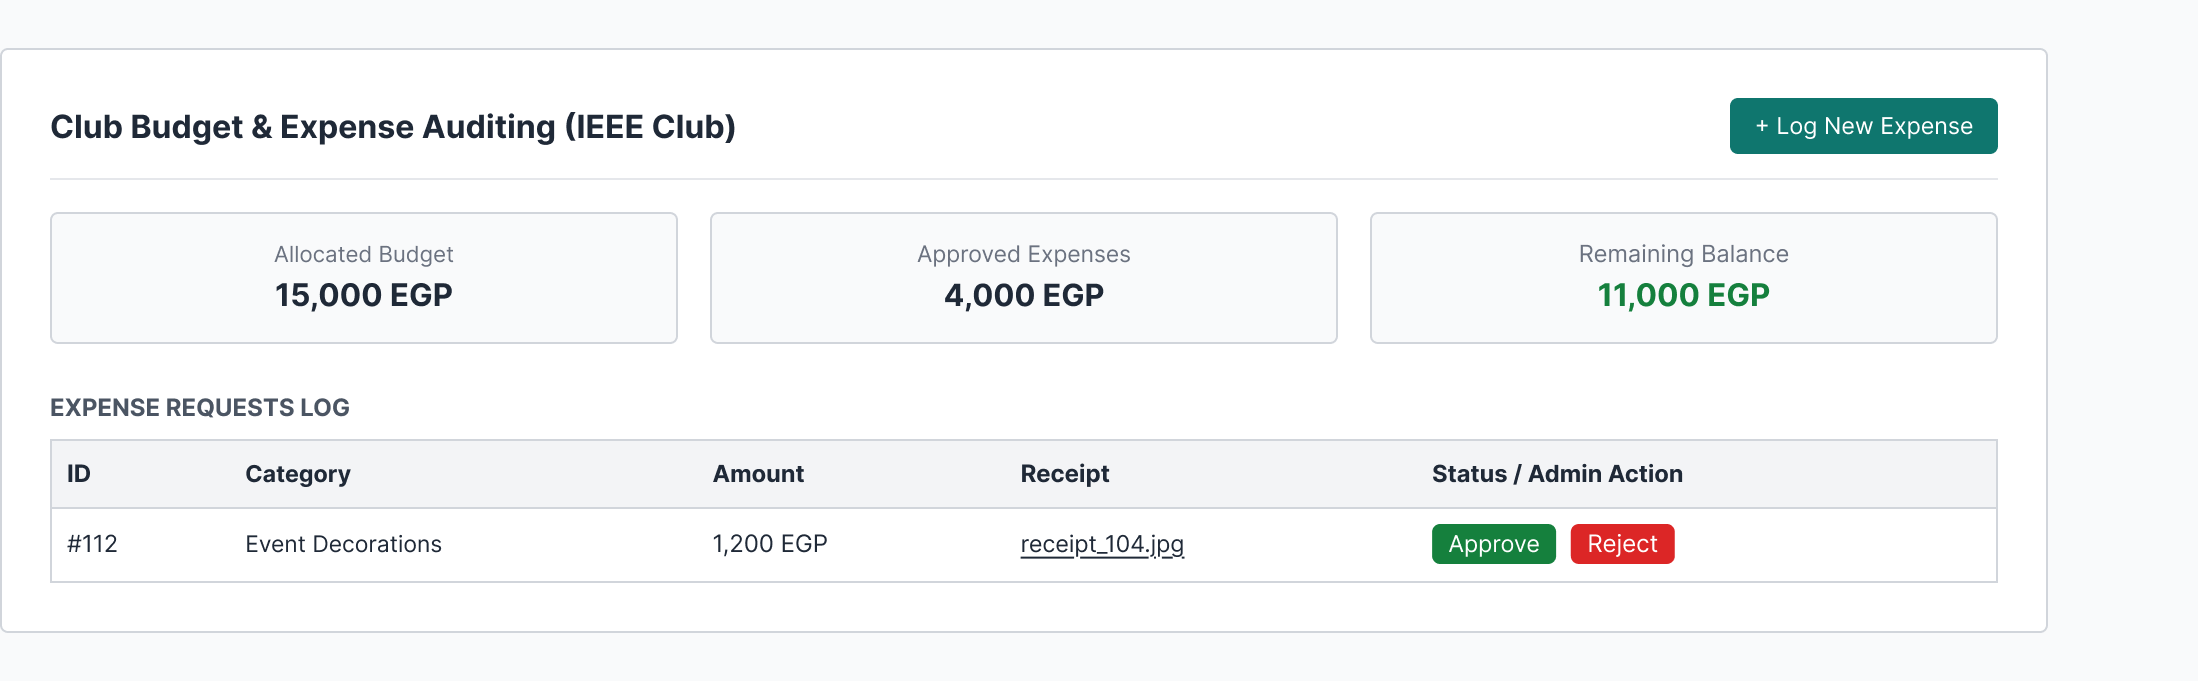 Club Budget & Expense Auditing (IEEE Club)
+ Log New Expense
Allocated Budget
15,000 EGP
Approved Expenses
4,000 EGP
Remaining Balance
11,000 EGP
EXPENSE REQUESTS LOG
ID Category Amount Receipt Status / Admin Action
#112 Event Decorations 1,200 EGP receipt_104.jpg Approve Reject